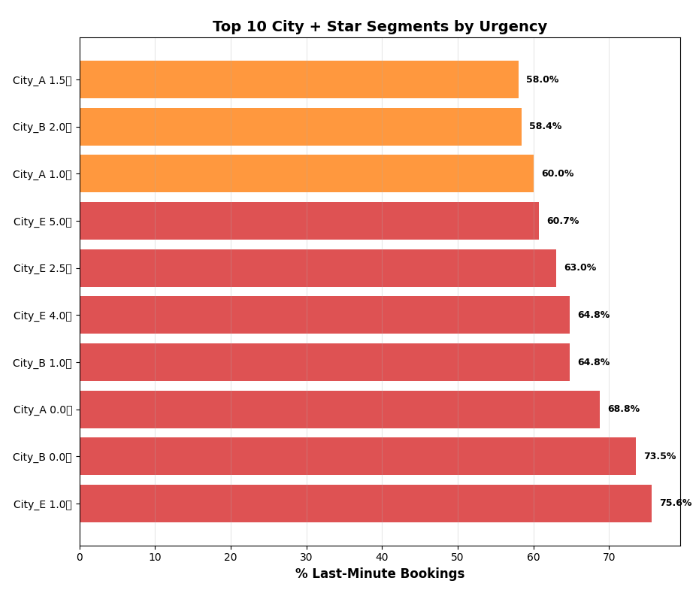 Top 10 City + Star Segments by Urgency
City_A 1.5▯ 58.0%
City_B 2.0▯ 58.4%
City_A 1.0▯ 60.0%
City_E 5.0▯ 60.7%
City_E 2.5▯ 63.0%
City_E 4.0▯ 64.8%
City_B 1.0▯ 64.8%
City_A 0.0▯ 68.8%
City_B 0.0▯ 73.5%
City_E 1.0▯ 75.6%
0 10 20 30 40 50 60 70
% Last-Minute Bookings